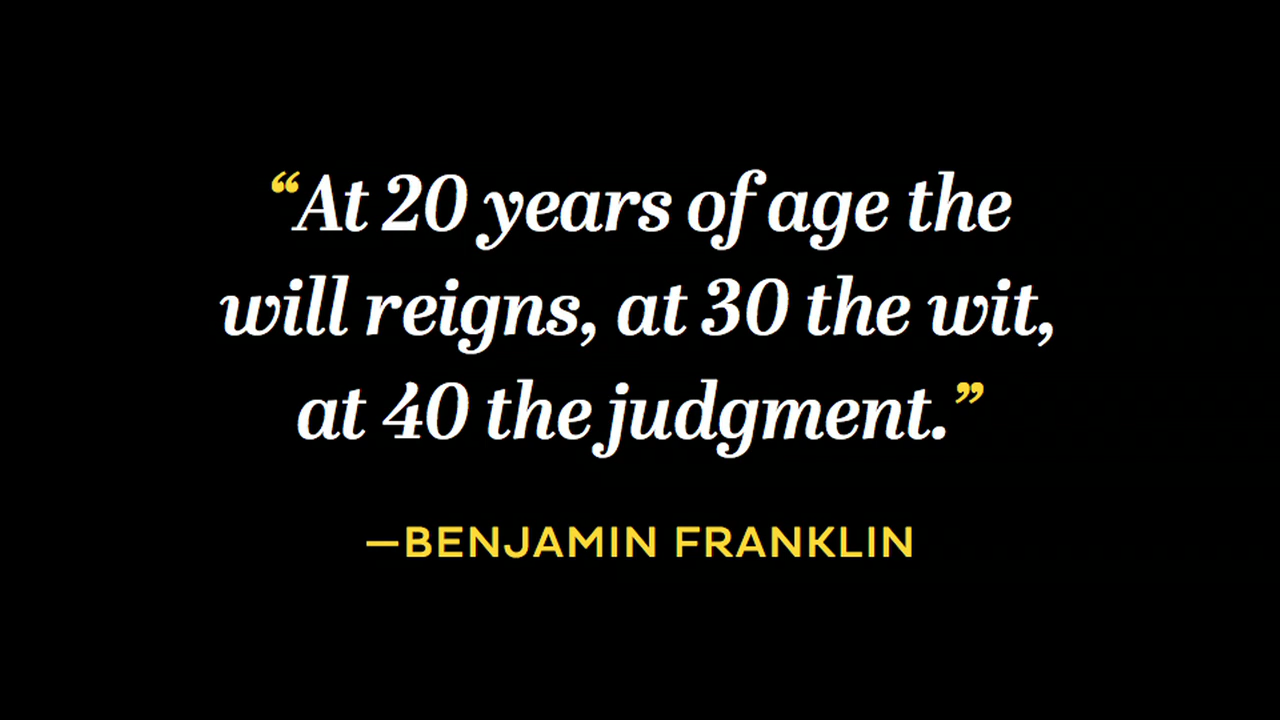 “At 20 years of age the
will reigns, at 30 the wit,
at 40 the judgment.”
—BENJAMIN FRANKLIN